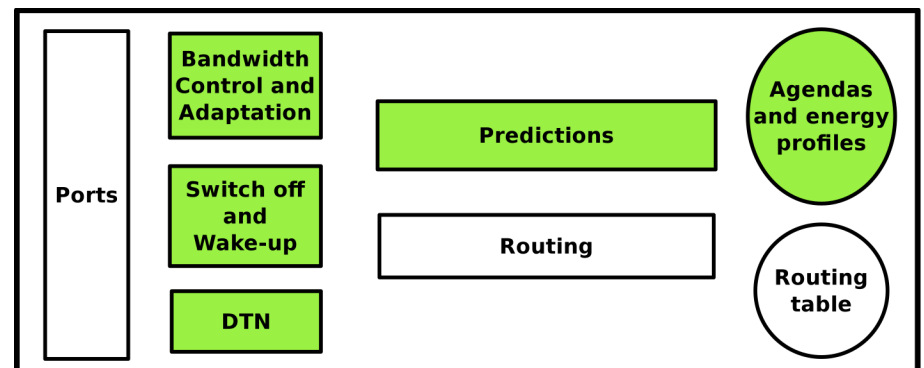 Ports
Bandwidth
Control and
Adaptation
Switch off
and
Wake-up
DTN
Predictions
Routing
Agendas
and energy
profiles
Routing
table